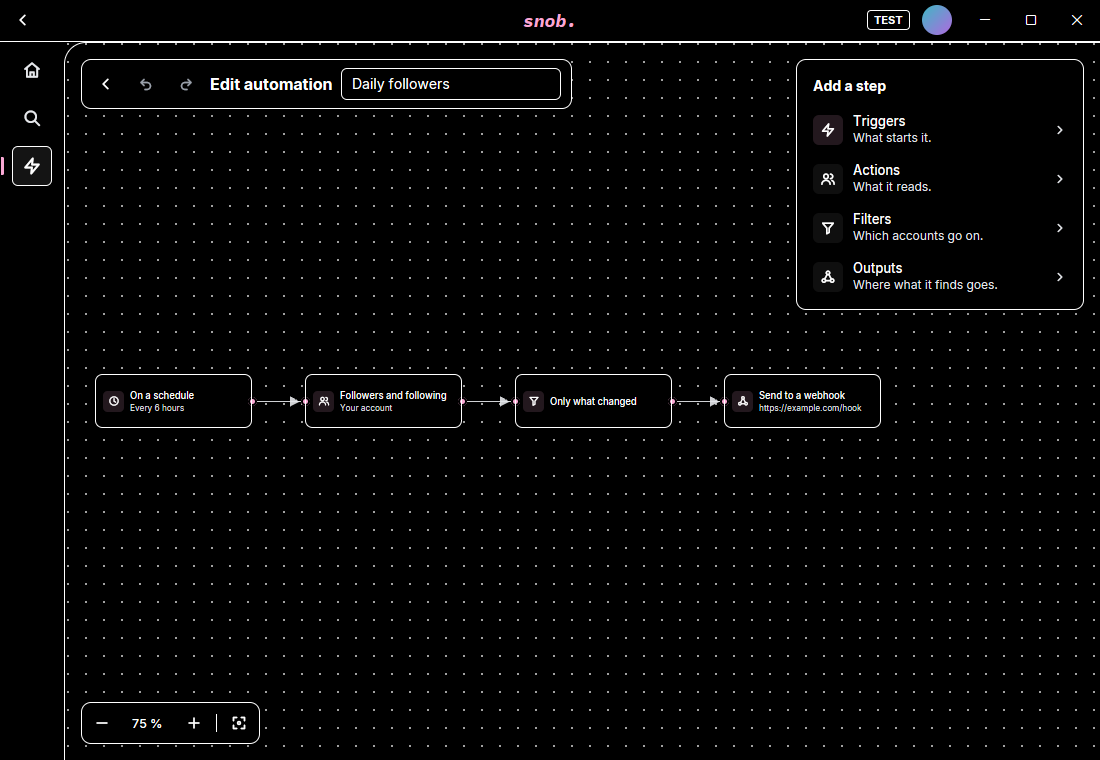 snob.
TEST
Edit automation
Daily followers
Add a step
Triggers
What starts it.
Actions
What it reads.
Filters
Which accounts go on.
Outputs
Where what it finds goes.
On a schedule
Every 6 hours
Followers and following
Your account
Only what changed
Send to a webhook
https://example.com/hook
75 %